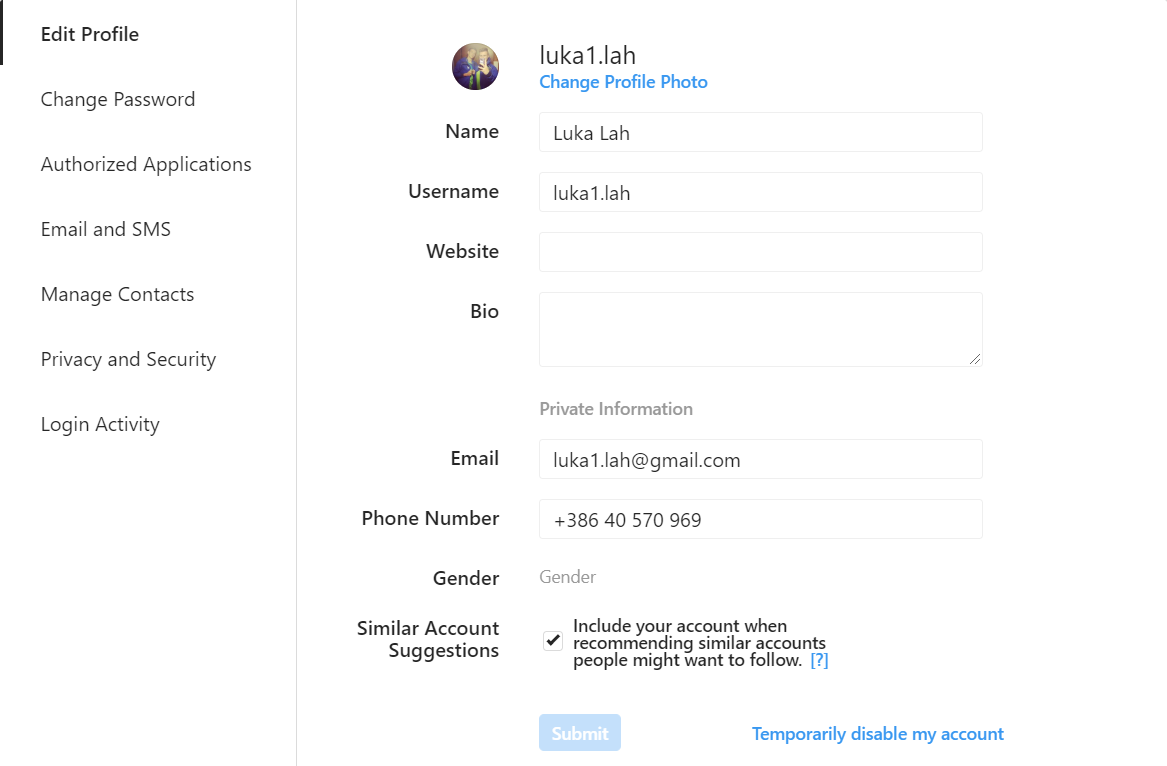 Edit Profile
Change Password
Authorized Applications
Email and SMS
Manage Contacts
Privacy and Security
Login Activity
luka1.lah
Change Profile Photo
Name
Luka Lah
Username
luka1.lah
Website
Bio
Private Information
Email
luka1.lah@gmail.com
Phone Number
+386 40 570 969
Gender
Gender
Similar Account
Suggestions
Include your account when
recommending similar accounts
people might want to follow. [?]
Submit
Temporarily disable my account